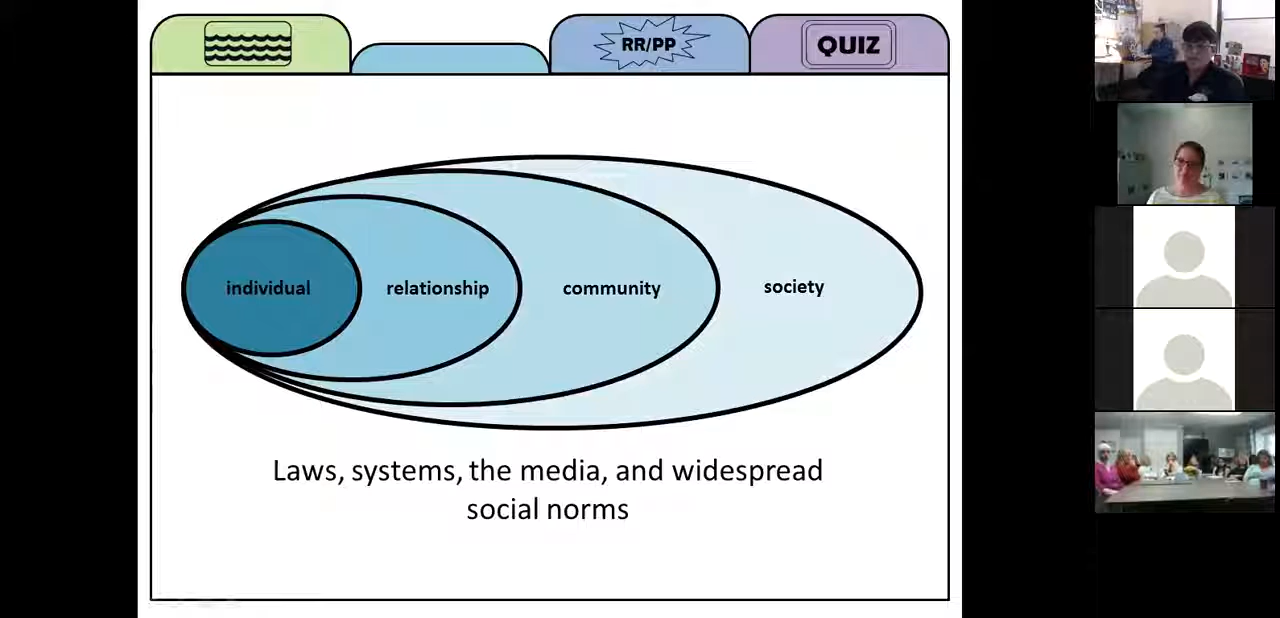 RR/PP
QUIZ
individual
relationship
community
society
Laws, systems, the media, and widespread
social norms